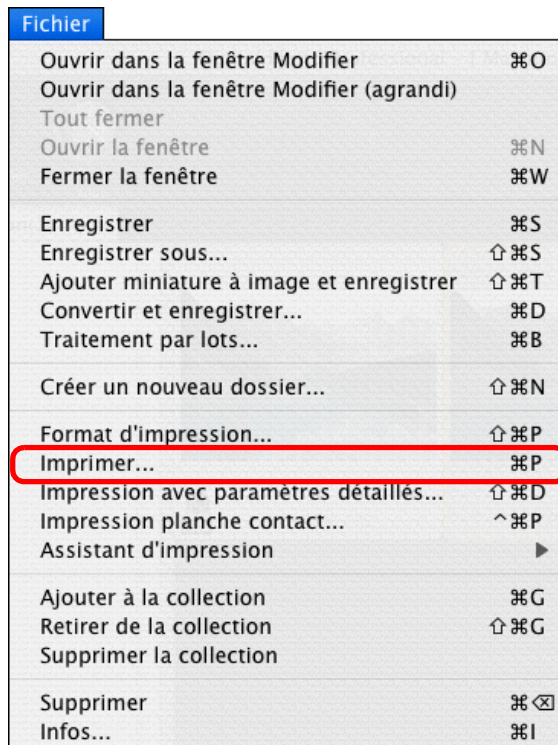 Fichier
Ouvrir dans la fenêtre Modifier ⌘O
Ouvrir dans la fenêtre Modifier (agrandi)
Tout fermer
Ouvrir la fenêtre ⌘N
Fermer la fenêtre ⌘W
Enregistrer ⌘S
Enregistrer sous... ⇧⌘S
Ajouter miniature à image et enregistrer ⇧⌘T
Convertir et enregistrer... ⌘D
Traitement par lots... ⌘B
Créer un nouveau dossier... ⇧⌘N
Format d'impression... ⇧⌘P
Imprimer... ⌘P
Impression avec paramètres détaillés... ⇧⌘D
Impression planche contact... ^⌘P
Assistant d'impression ▶
Ajouter à la collection ⌘G
Retirer de la collection ⇧⌘G
Supprimer la collection
Supprimer ⌘⌫
Infos... ⌘I